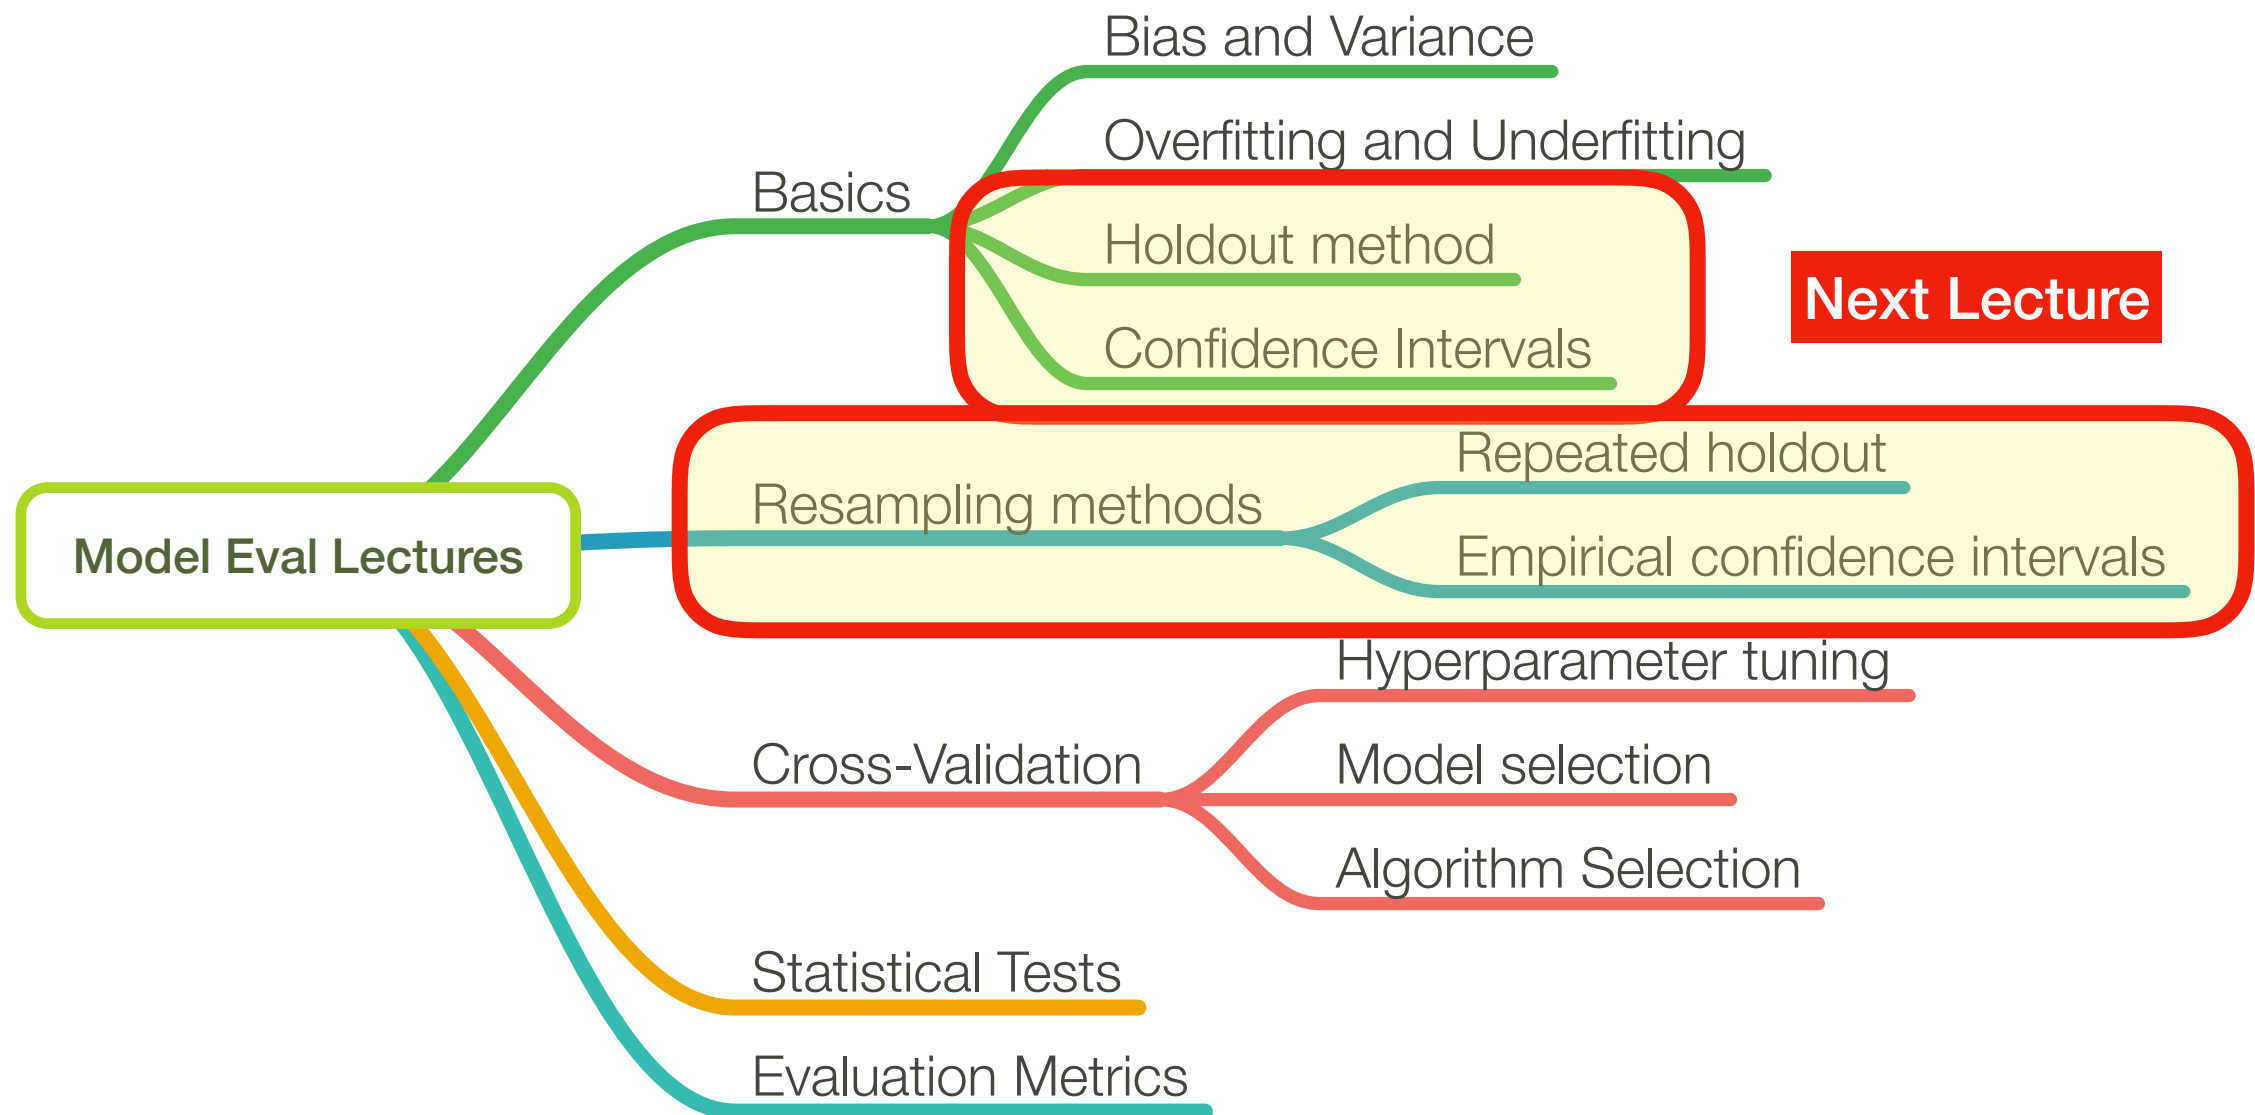 Bias and Variance
Overfitting and Underfitting
Basics
Holdout method
Next Lecture
Confidence Intervals
Repeated holdout
Resampling methods
Model Eval Lectures
Empirical confidence intervals
Hyperparameter tuning
Cross-Validation
Model selection
Algorithm Selection
Statistical Tests
Evaluation Metrics